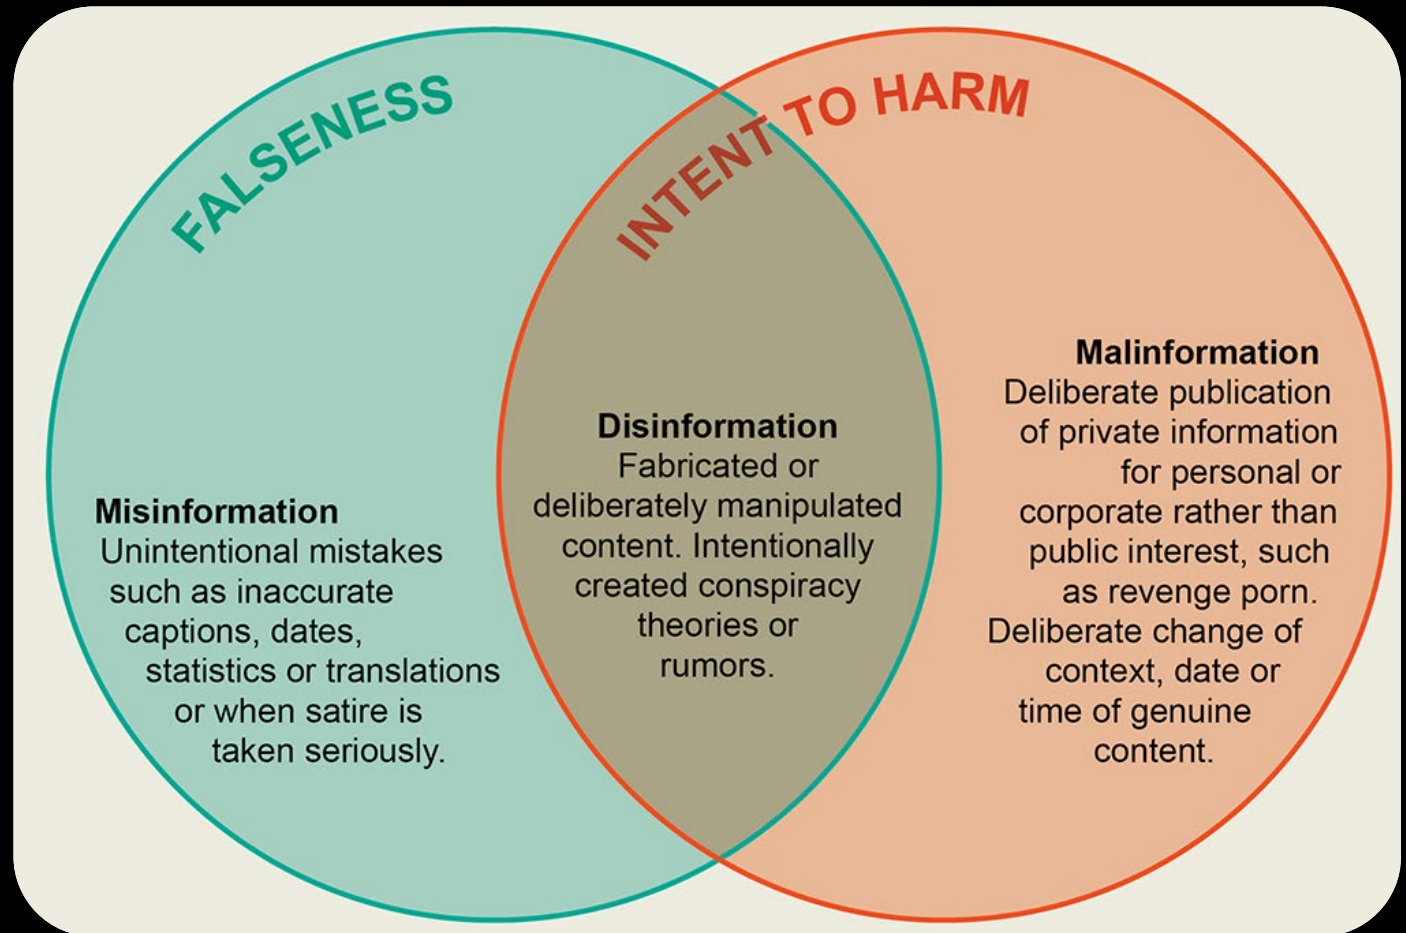 FALSENESS
INTENT TO HARM
Misinformation
Unintentional mistakes
such as inaccurate
captions, dates,
statistics or translations
or when satire is
taken seriously.
Disinformation
Fabricated or
deliberately manipulated
content. Intentionally
created conspiracy
theories or
rumors.
Malinformation
Deliberate publication
of private information
for personal or
corporate rather than
public interest, such
as revenge porn.
Deliberate change of
context, date or
time of genuine
content.